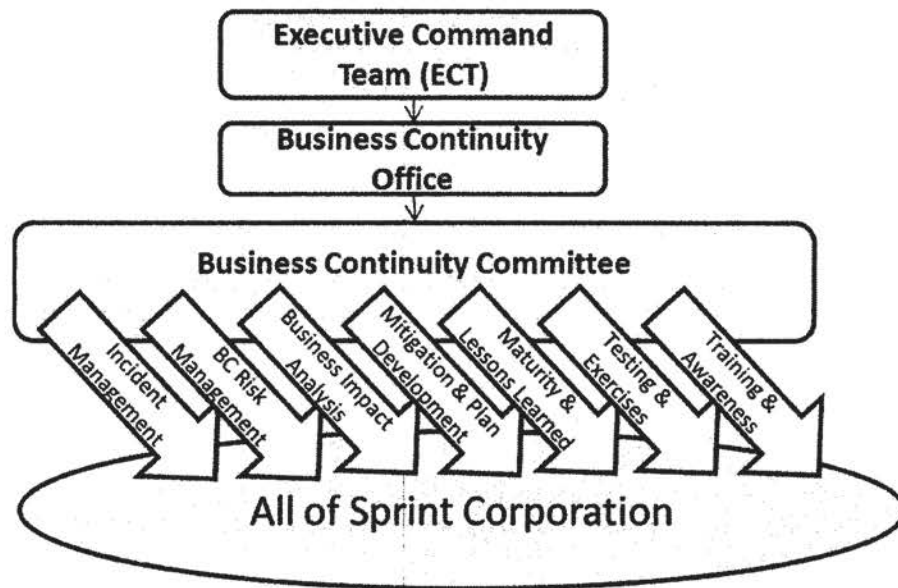 Executive Command
Team (ECT)
Business Continuity
Office
Business Continuity Committee
Incident
Management
BC Risk
Management
Business Impact
Analysis
Mitigation & Plan
Development
Maturity &
Lessons Learned
Testing &
Exercises
Training &
Awareness
All of Sprint Corporation